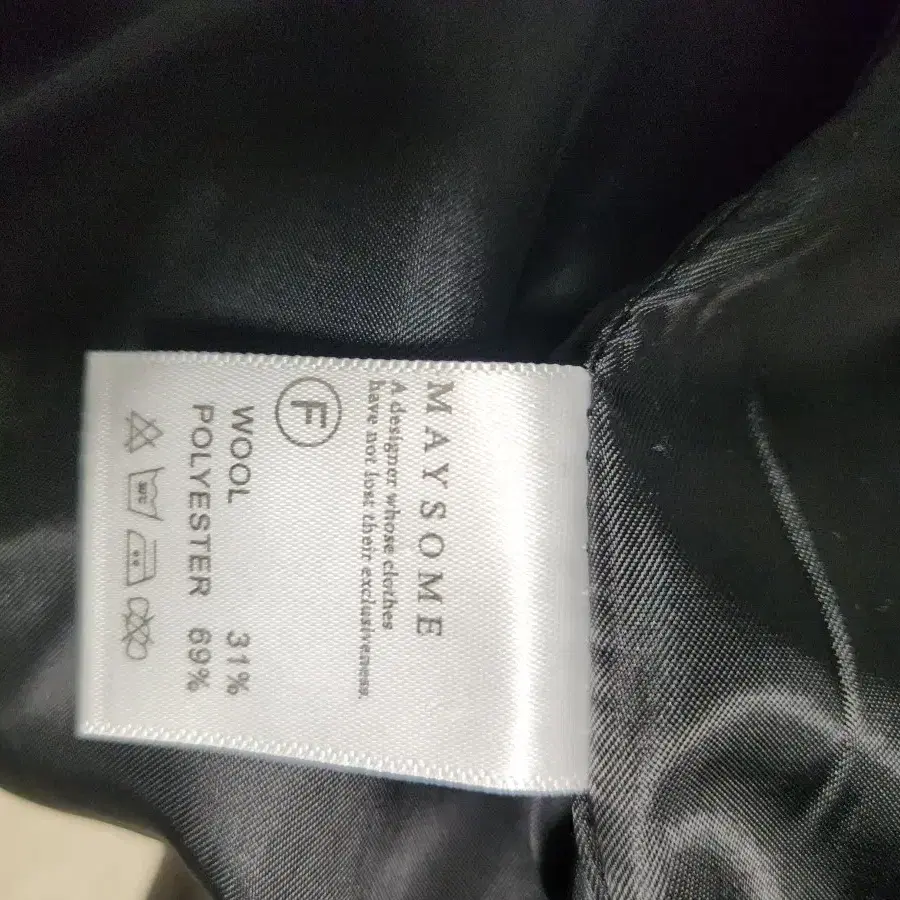 MAYSOME
A designer whose clothes
have not lost their exclusiveness.
F
WOOL 31%
POLYESTER 69%